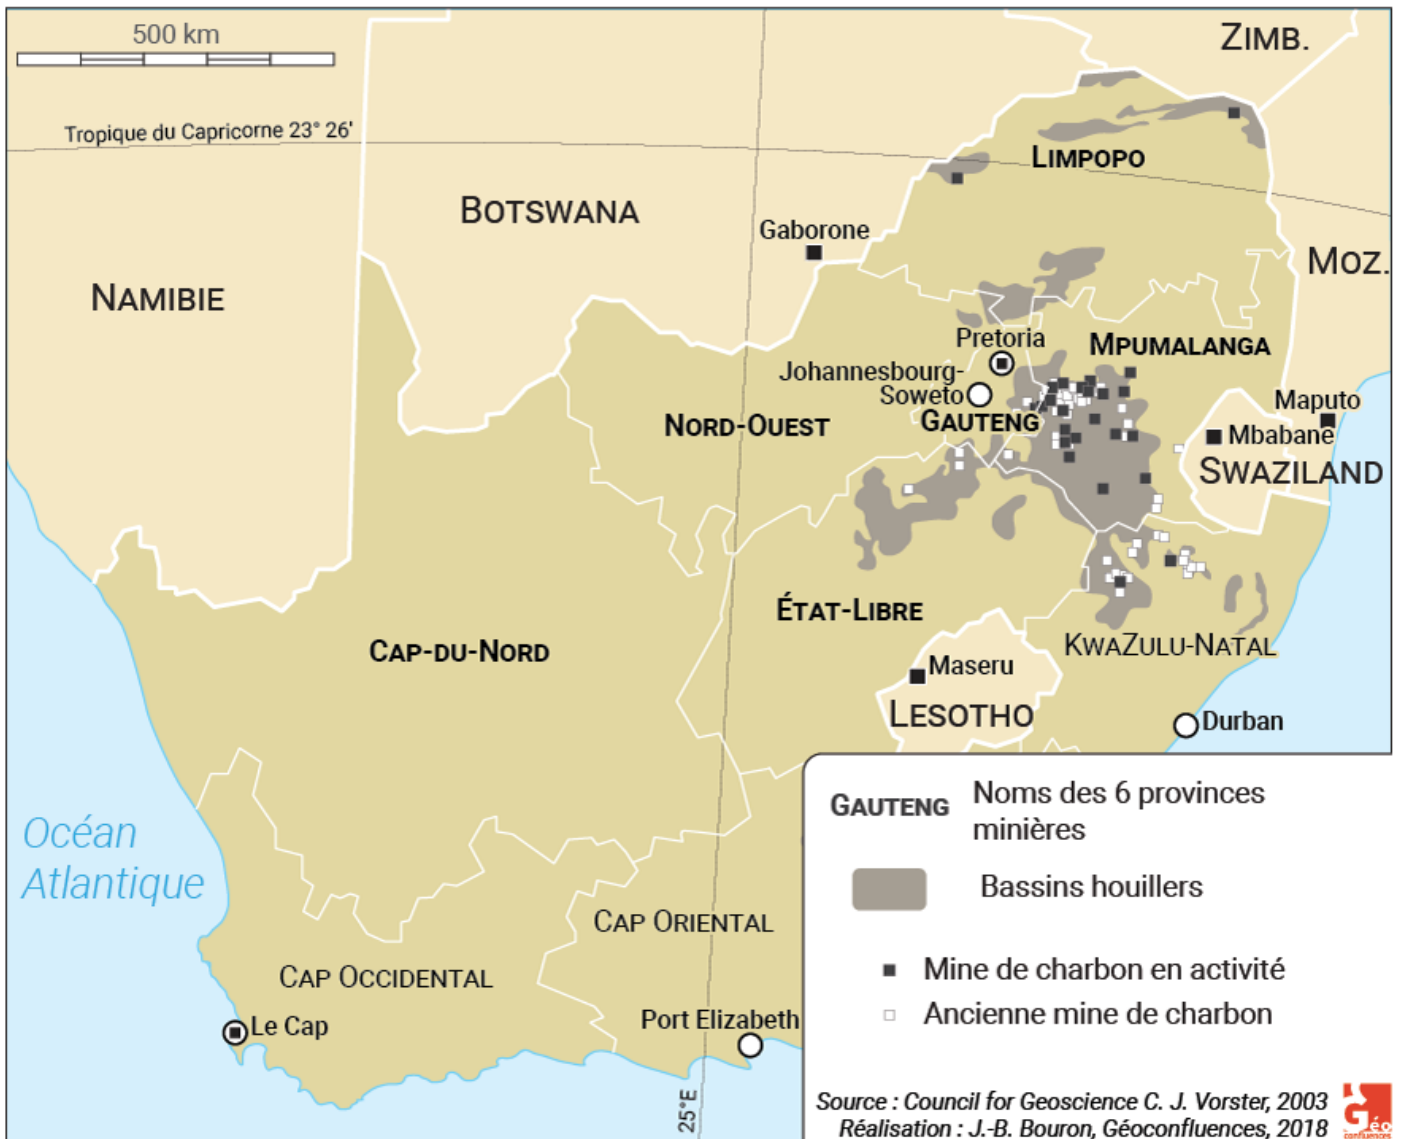 500 km
ZIMB.
Tropique du Capricorne 23° 26'
LIMPOPO
BOTSWANA
Gaborone
MOZ.
NAMIBIE
Pretoria
MPUMALANGA
Johannesbourg-
Soweto
Maputo
NORD-OUEST
GAUTENG
Mbabane
SWAZILAND
ÉTAT-LIBRE
CAP-DU-NORD
KWAZULU-NATAL
Maseru
LESOTHO
Durban
GAUTENG
Noms des 6 provinces
minières
Océan
Atlantique
Bassins houillers
CAP ORIENTAL
CAP OCCIDENTAL
Mine de charbon en activité
Ancienne mine de charbon
Le Cap
Port Elizabeth
25°E
Source : Council for Geoscience C. J. Vorster, 2003
Réalisation : J.-B. Bouron, Géoconfluences, 2018
Géo
confluences